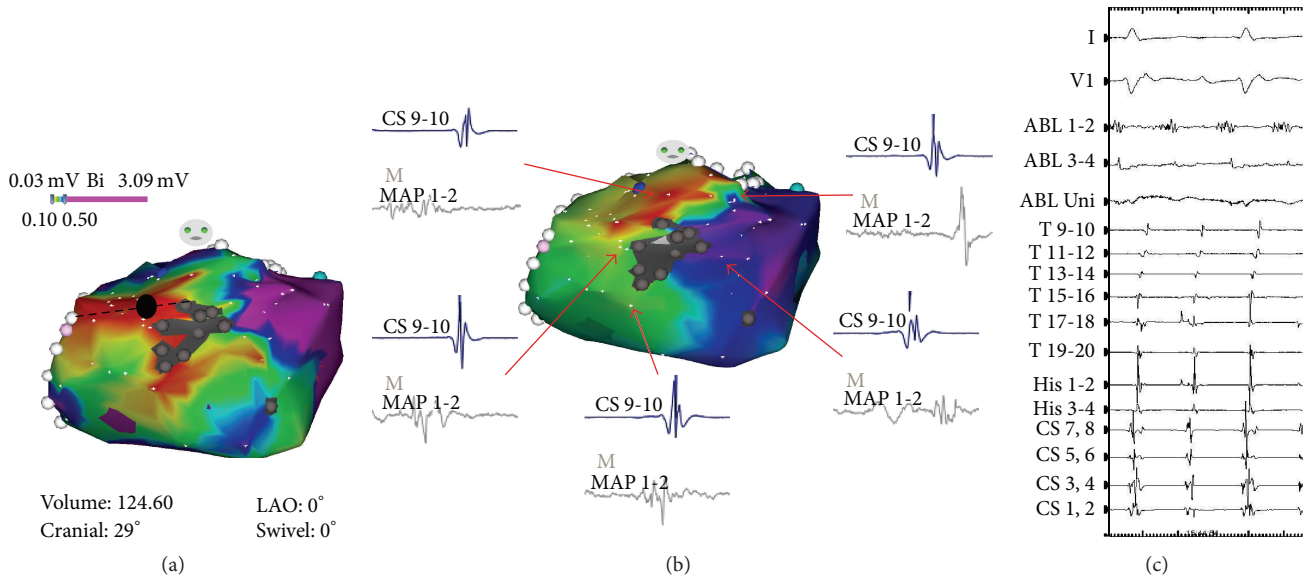 0.03 mV Bi 3.09 mV
0.10 0.50
Volume: 124.60
LAO: 0°
Cranial: 29°
Swivel: 0°
(a)
CS 9-10
M
MAP 1-2
CS 9-10
M
MAP 1-2
CS 9-10
M
MAP 1-2
CS 9-10
M
MAP 1-2
CS 9-10
M
MAP 1-2
(b)
I
V1
ABL 1-2
ABL 3-4
ABL Uni
T 9-10
T 11-12
T 13-14
T 15-16
T 17-18
T 19-20
His 1-2
His 3-4
CS 7, 8
CS 5, 6
CS 3, 4
CS 1, 2
(c)